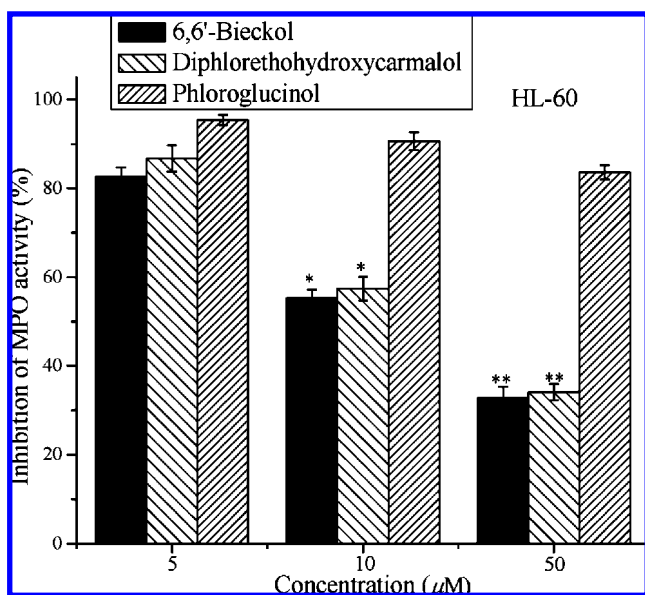 6,6'-Bieckol
Diphlorethohydroxycarmalol
Phloroglucinol
HL-60
Inhibition of MPO activity (%)
100
80
60
40
20
0
* *
** **
5 10 50
Concentration (μM)